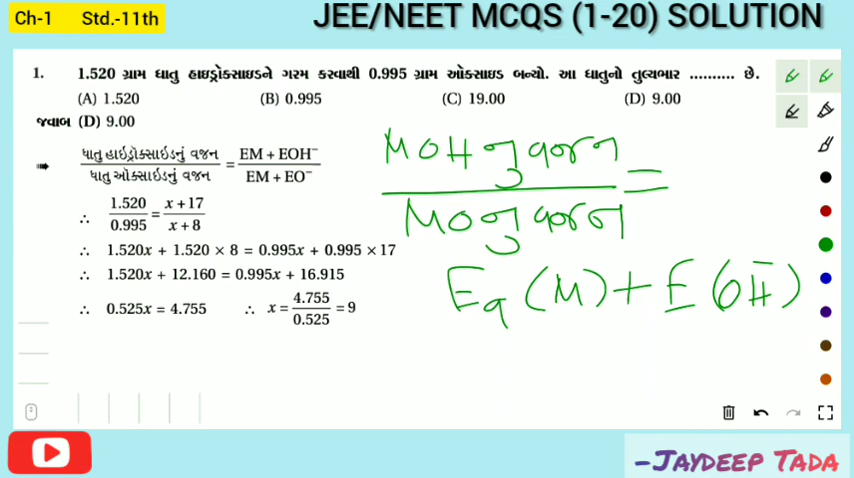 Ch-1 Std.-11th
JEE/NEET MCQS (1-20) SOLUTION
1. 1.520 ગ્રામ ધાતુ હાઇડ્રોક્સાઇડને ગરમ કરવાથી 0.995 ગ્રામ ઓક્સાઇડ બન્યો. આ ધાતુનો તુલ્યભાર .......... છે.
(A) 1.520 (B) 0.995 (C) 19.00 (D) 9.00
જવાબ (D) 9.00
➠ ધાતુ હાઇડ્રોક્સાઇડનું વજન / ધાતુ ઓક્સાઇડનું વજન = EM + EOH⁻ / EM + EO⁻
∴ 1.520 / 0.995 = x + 17 / x + 8
∴ 1.520x + 1.520 × 8 = 0.995x + 0.995 × 17
∴ 1.520x + 12.160 = 0.995x + 16.915
∴ 0.525x = 4.755 ∴ x = 4.755 / 0.525 = 9
MOH નુ વજન / MO નુ વજન =
Eq (M) + E (OH⁻)
-JAYDEEP TADA